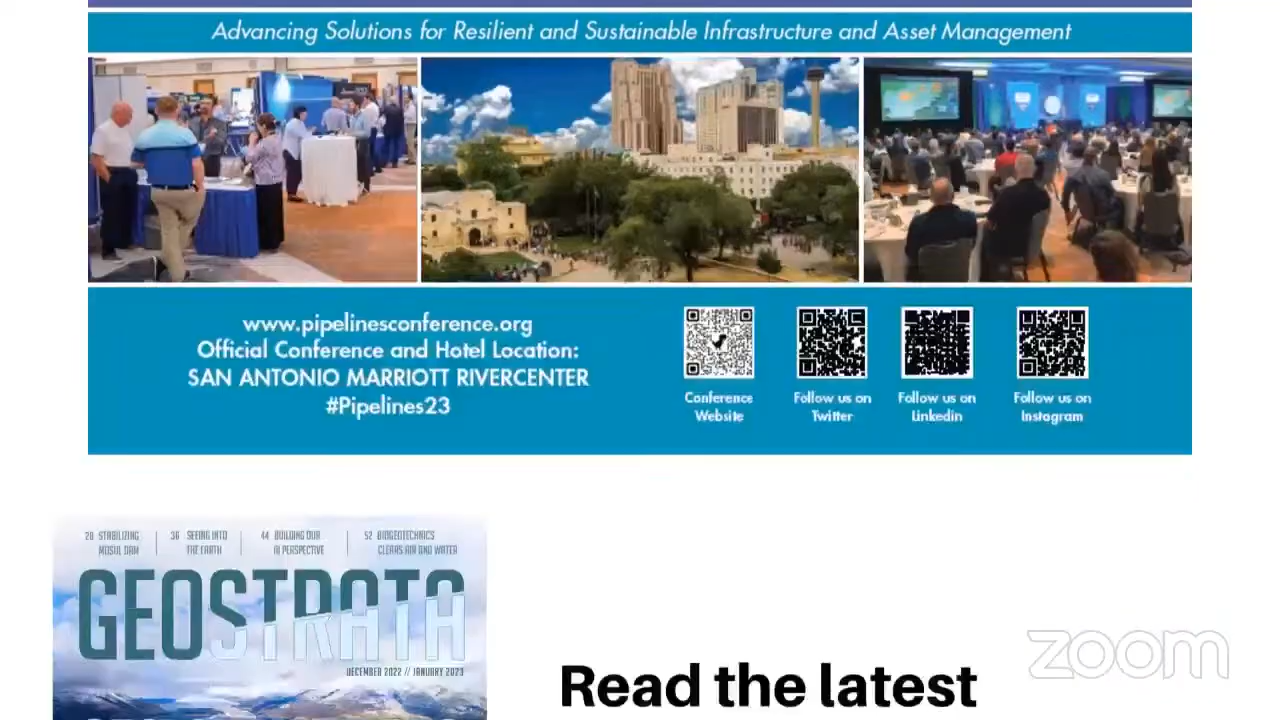 Advancing Solutions for Resilient and Sustainable Infrastructure and Asset Management
www.pipelinesconference.org
Official Conference and Hotel Location:
SAN ANTONIO MARRIOTT RIVERCENTER
#Pipelines23
Conference
Website
Follow us on
Twitter
Follow us on
Linkedin
Follow us on
Instagram
28 STABILIZING
MOSUL DAM
36 SEEING INTO
THE EARTH
44 BUILDING OUR
IN PERSPECTIVE
52 BIOGEOTECHNICS
CLEARS AIR AND WATER
GEOSTRATA
DECEMBER 2022 // JANUARY 2023
Read the latest
zoom